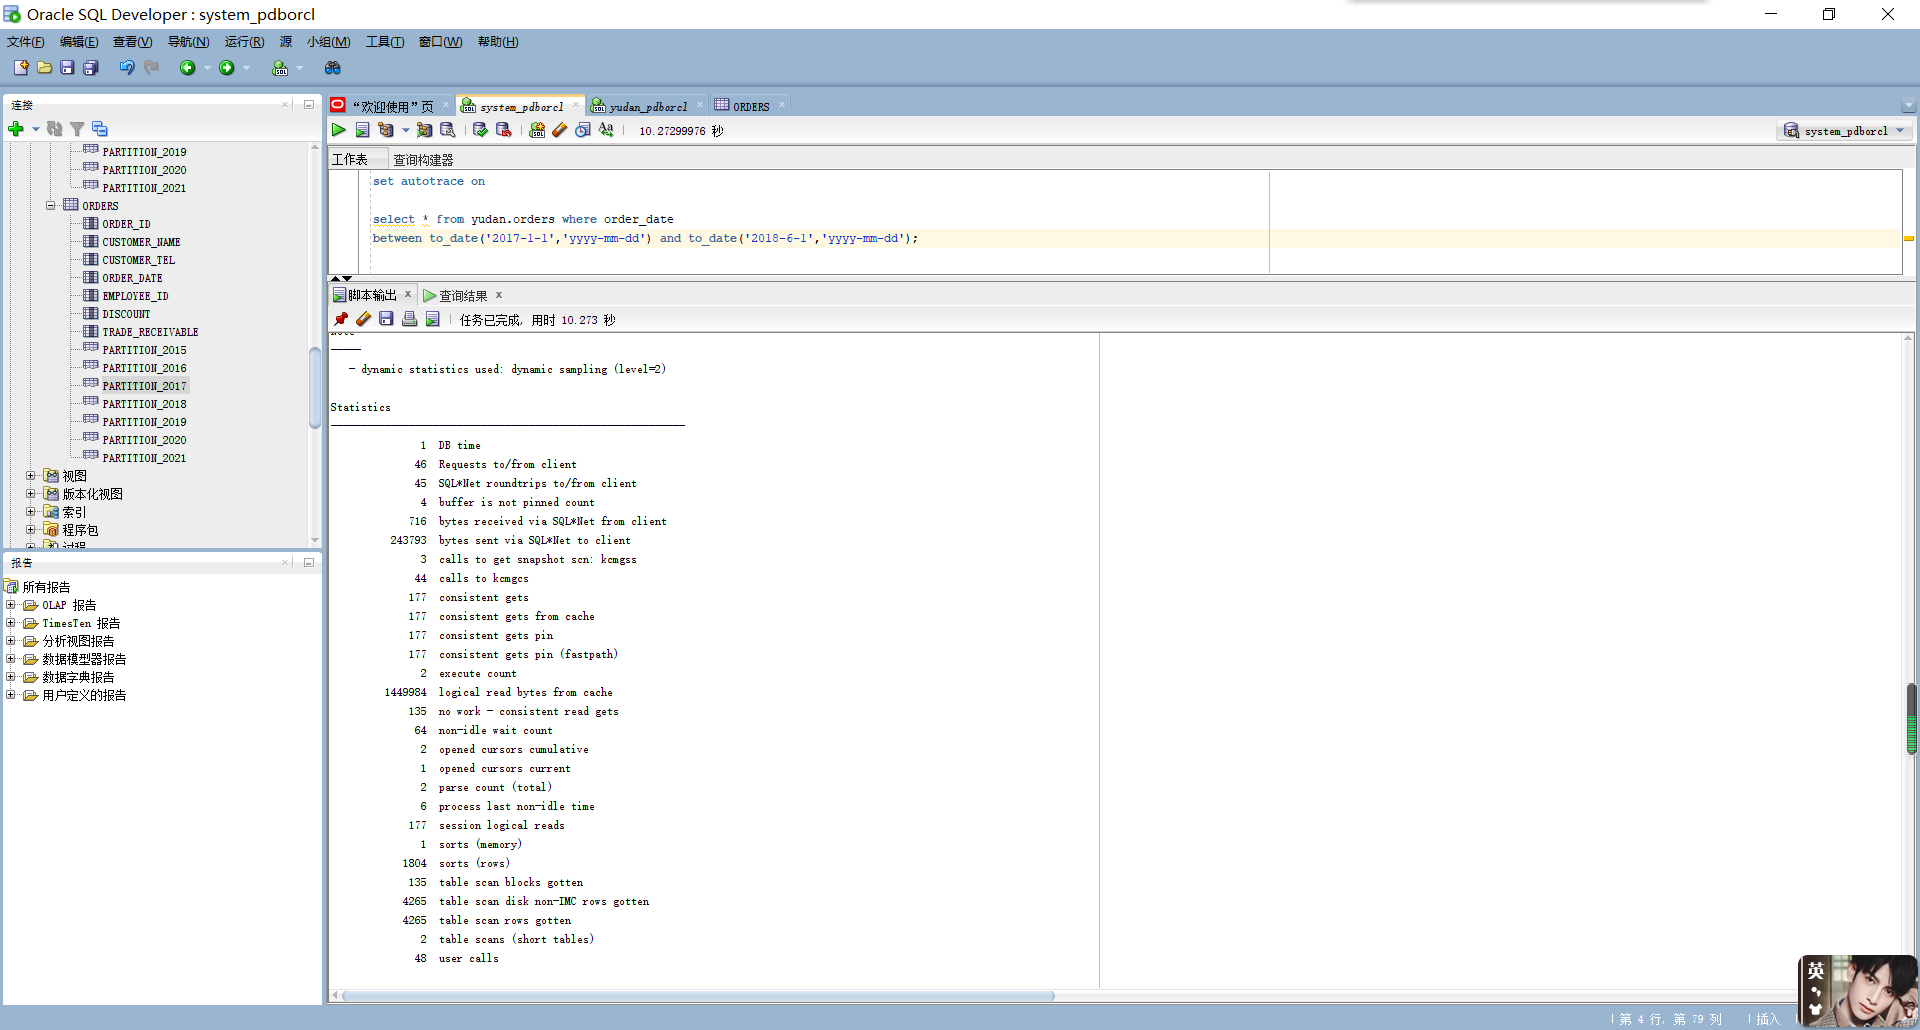 Oracle SQL Developer : system_pdborcl
文件(F) 编辑(E) 查看(V) 导航(N) 运行(R) 源 小组(M) 工具(T) 窗口(W) 帮助(H)
连接
PARTITION_2019
PARTITION_2020
PARTITION_2021
ORDERS
ORDER_ID
CUSTOMER_NAME
CUSTOMER_TEL
ORDER_DATE
EMPLOYEE_ID
DISCOUNT
TRADE_RECEIVABLE
PARTITION_2015
PARTITION_2016
PARTITION_2017
PARTITION_2018
PARTITION_2019
PARTITION_2020
PARTITION_2021
视图
版本化视图
索引
程序包
过程
报告
所有报告
OLAP 报告
TimesTen 报告
分析视图报告
数据模型器报告
数据字典报告
用户定义的报告
“欢迎使用”页 system_pdborcl yudan_pdborcl ORDERS
10.27299976 秒
system_pdborcl
工作表 查询构建器
set autotrace on
select * from yudan.orders where order_date
between to_date('2017-1-1','yyyy-mm-dd') and to_date('2018-6-1','yyyy-mm-dd');
脚本输出 x 查询结果 x
任务已完成, 用时 10.273 秒
Note
-----
- dynamic statistics used: dynamic sampling (level=2)
Statistics
-----------------------------------------------------------
1 DB time
46 Requests to/from client
45 SQL*Net roundtrips to/from client
4 buffer is not pinned count
716 bytes received via SQL*Net from client
243793 bytes sent via SQL*Net to client
3 calls to get snapshot scn: kcmgss
44 calls to kcmgcs
177 consistent gets
177 consistent gets from cache
177 consistent gets pin
177 consistent gets pin (fastpath)
2 execute count
1449984 logical read bytes from cache
135 no work - consistent read gets
64 non-idle wait count
2 opened cursors cumulative
1 opened cursors current
2 parse count (total)
6 process last non-idle time
177 session logical reads
1 sorts (memory)
1804 sorts (rows)
135 table scan blocks gotten
4265 table scan disk non-IMC rows gotten
4265 table scan rows gotten
2 table scans (short tables)
48 user calls
英
第 4 行, 第 79 列 插入